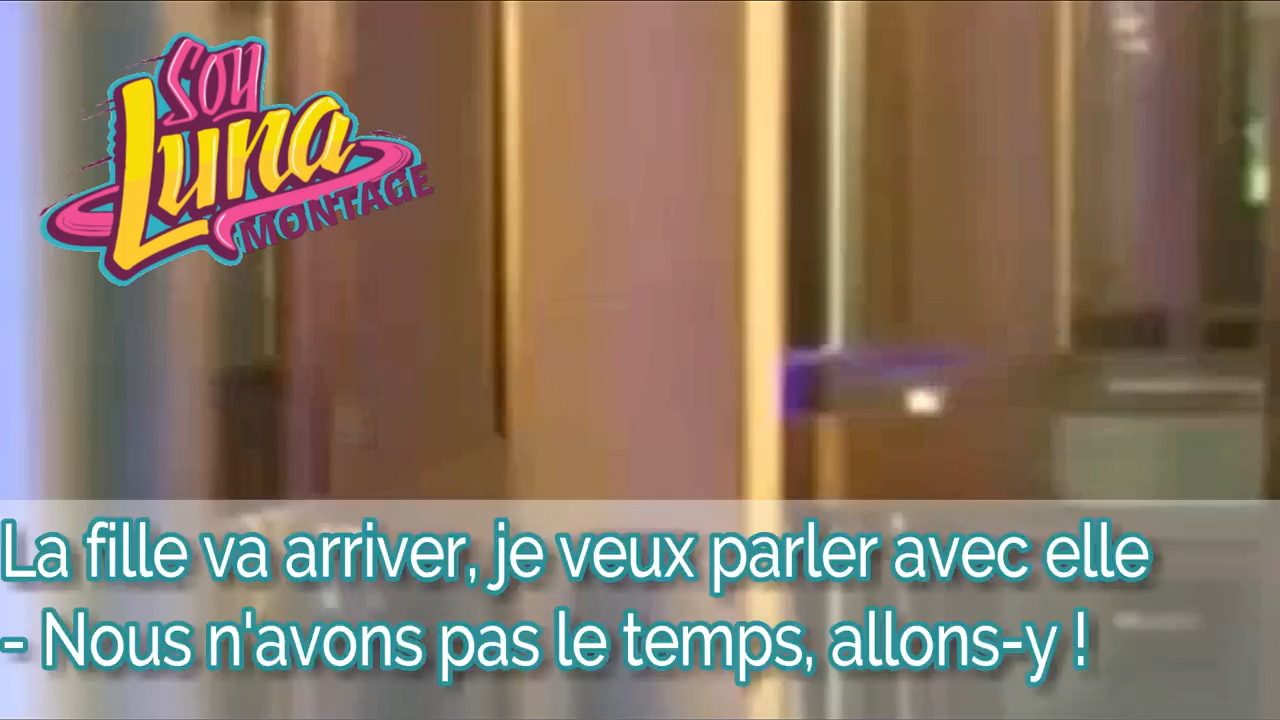 SOY
Luna
MONTAGE
La fille va arriver, je veux parler avec elle
- Nous n'avons pas le temps, allons-y !